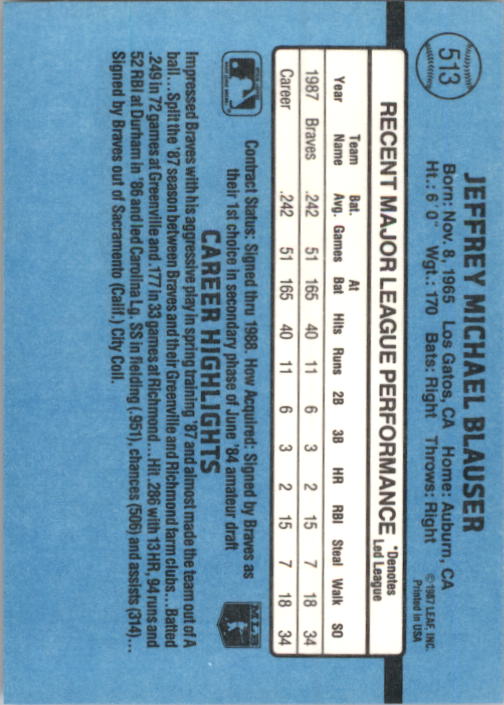 513
JEFFREY MICHAEL BLAUSER
Born: Nov. 8, 1965 Los Gatos, CA Home: Auburn, CA
Ht.: 6' 0" Wgt.: 170 Bats: Right Throws: Right
©1987 LEAF, INC.
Printed in USA
RECENT MAJOR LEAGUE PERFORMANCE
*Denotes
Led League
Year Team Name Bat. Avg. Games At Bat Hits Runs 2B 3B HR RBI Steal Walk SO
1987 Braves .242 51 165 40 11 6 3 2 15 7 18 34
Career .242 51 165 40 11 6 3 2 15 7 18 34
Contract Status: Signed thru 1988. How Acquired: Signed by Braves as
their 1st choice in secondary phase of June '84 amateur draft
MLB
CAREER HIGHLIGHTS
Impressed Braves with his aggressive play in spring training '87 and almost made the team out of A
ball...Split the '87 season between Braves and their Greenville and Richmond farm clubs...Batted
.249 in 72 games at Greenville and .177 in 33 games at Richmond...Hit .286 with 13 HR, 94 runs and
52 RBI at Durham in '86 and led Carolina Lg. SS in fielding (.951), chances (506) and assists (314)...
Signed by Braves out of Sacramento (Calif.) City Coll.